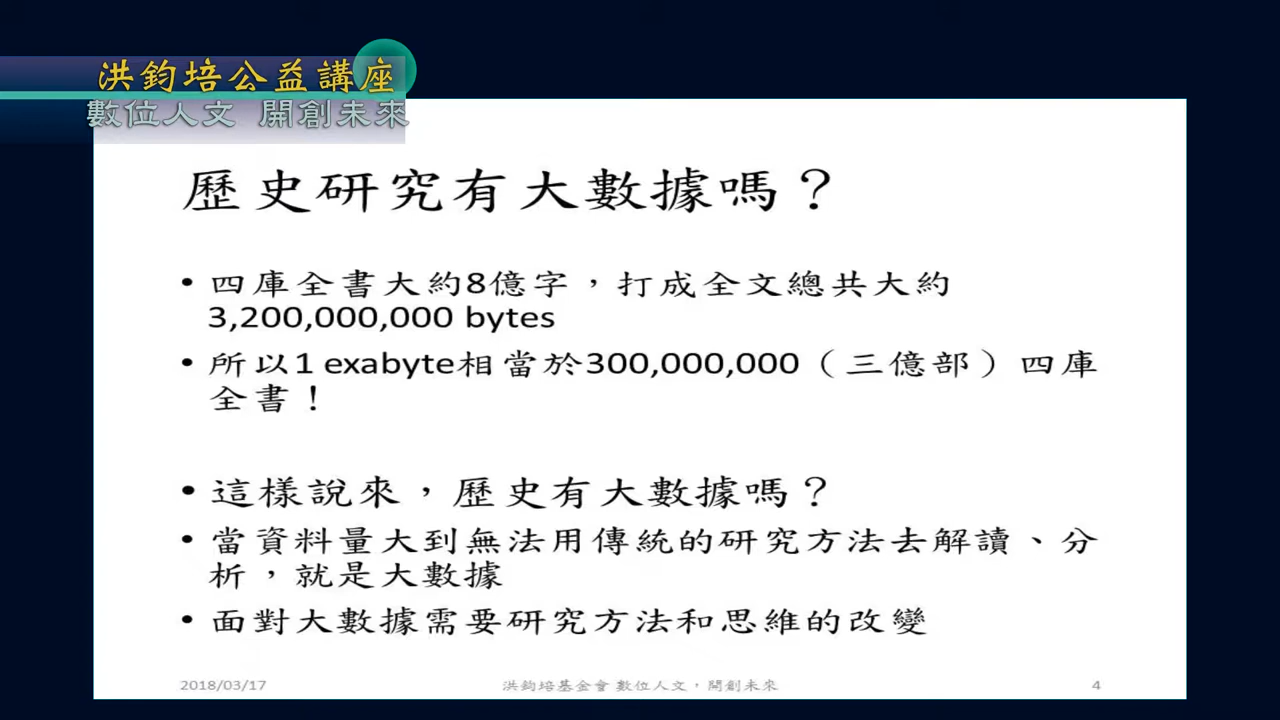 洪鈞培公益講座
數位人文 開創未來
歷史研究有大數據嗎？
• 四庫全書大約8億字，打成全文總共大約
3,200,000,000 bytes
• 所以1 exabyte相當於300,000,000（三億部）四庫
全書！
• 這樣說來，歷史有大數據嗎？
• 當資料量大到無法用傳統的研究方法去解讀、分
析，就是大數據
• 面對大數據需要研究方法和思維的改變
2018/03/17
洪鈞培基金會 數位人文，開創未來
4